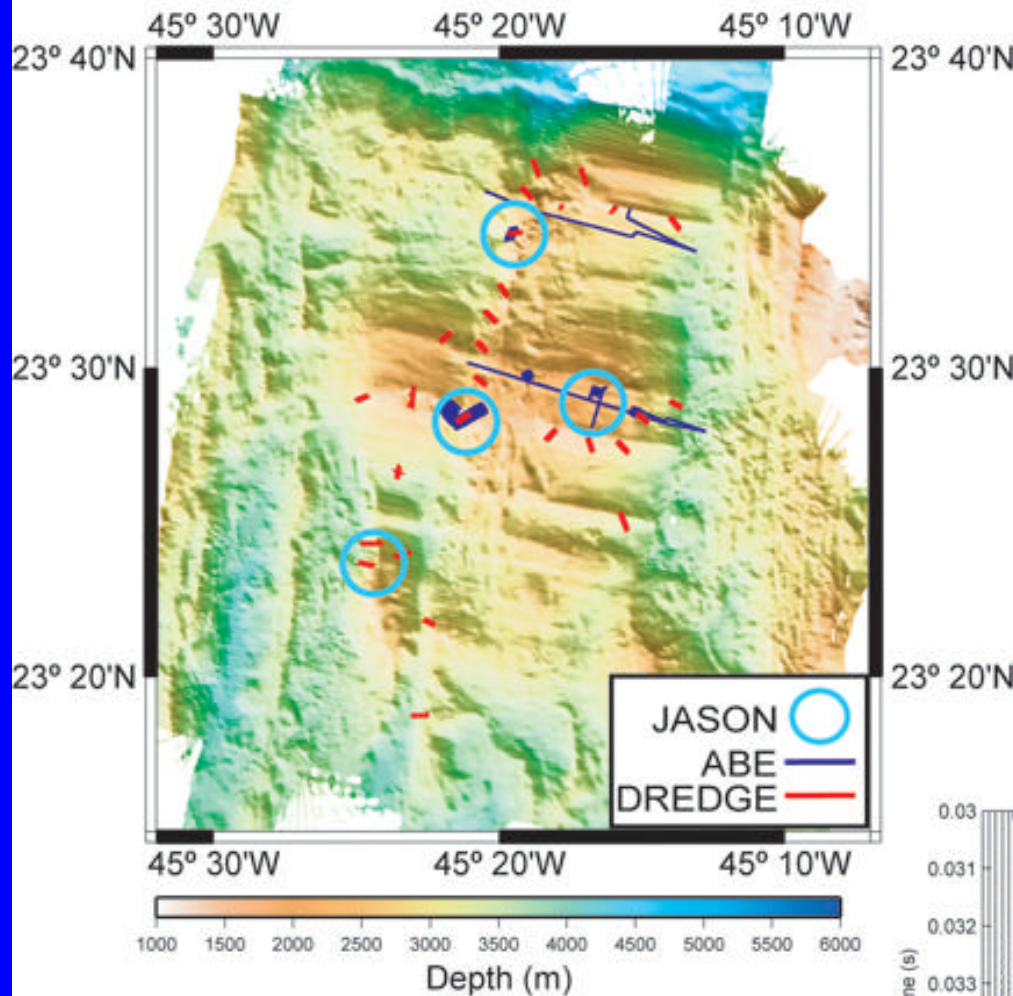 45º 30'W 45º 20'W 45º 10'W
23º 40'N 23º 40'N
23º 30'N 23º 30'N
23º 20'N 23º 20'N
JASON
ABE
DREDGE
45º 30'W 45º 20'W 45º 10'W
1000 1500 2000 2500 3000 3500 4000 4500 5000 5500 6000
Depth (m)
0.03
0.031
0.032
0.033
(s)